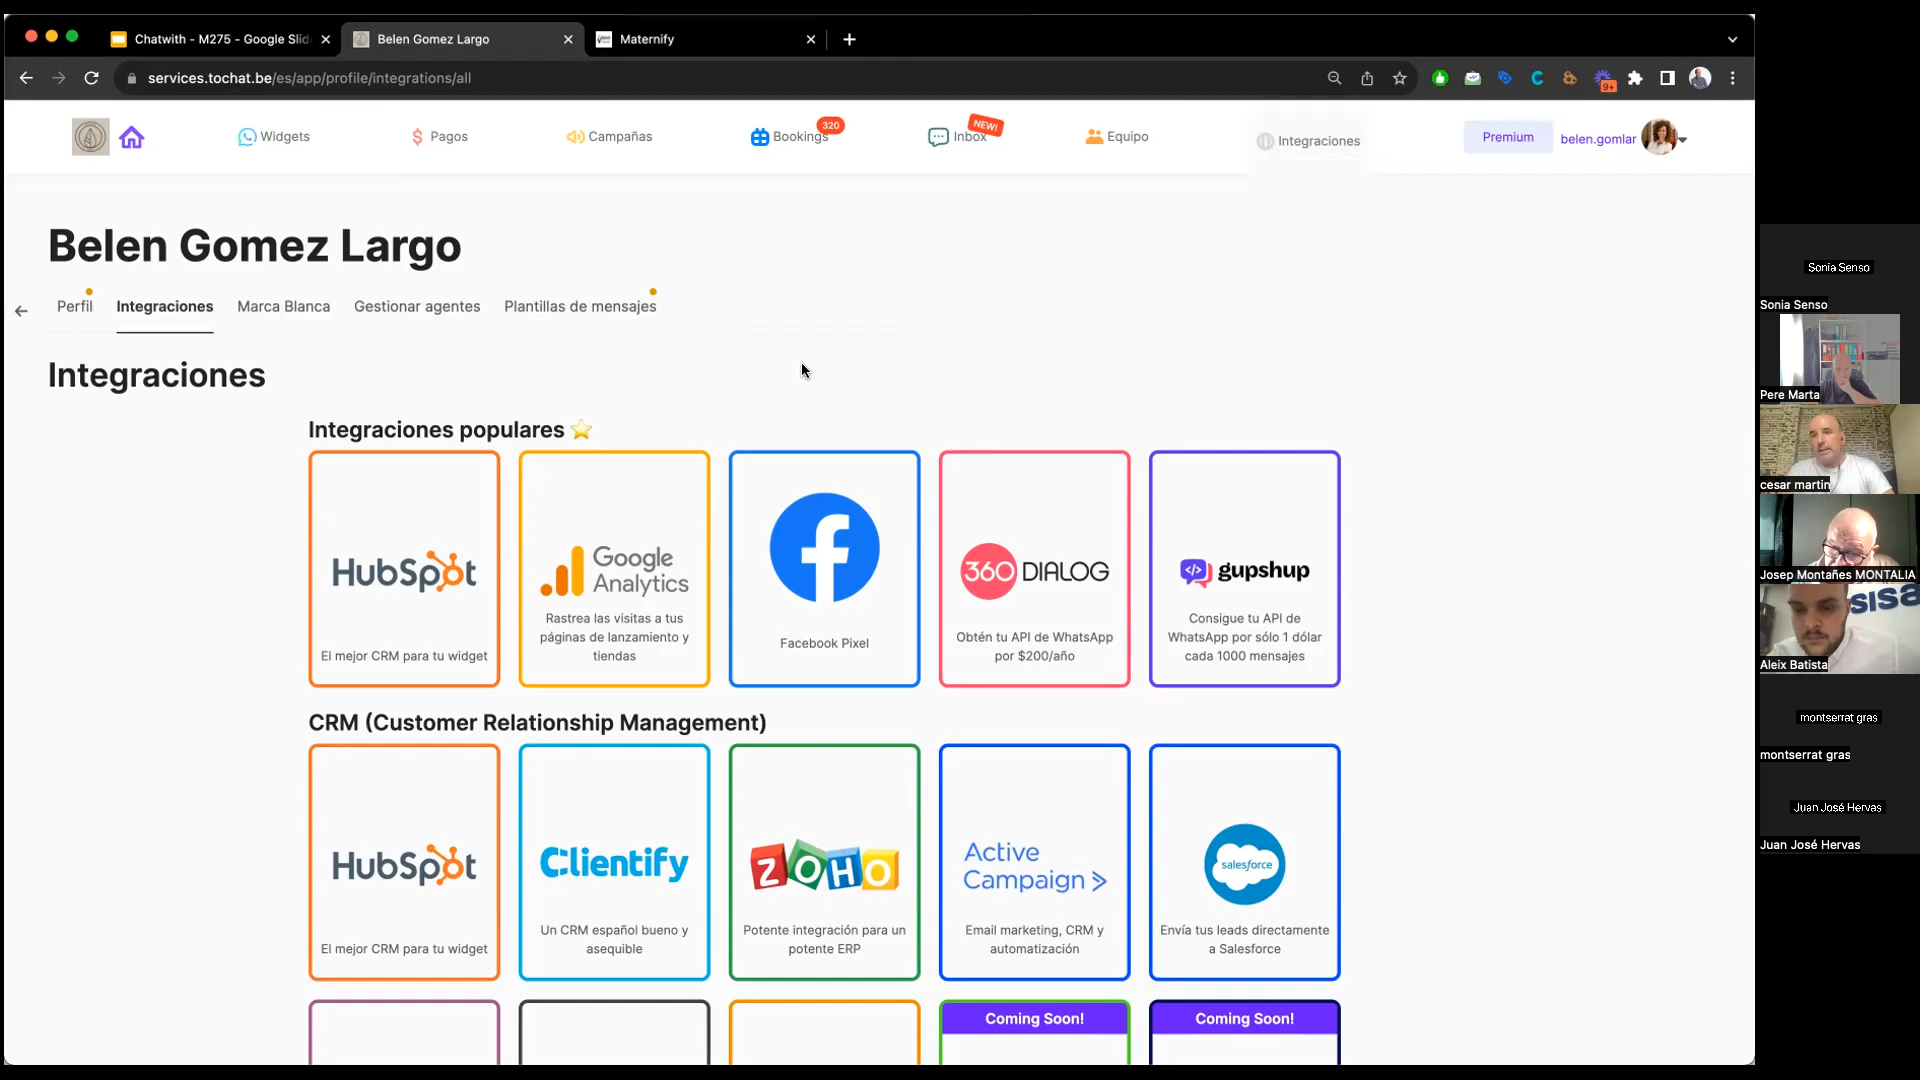 Chatwith - M275 - Google Slid
Belen Gomez Largo
Maternify
services.tochat.be/es/app/profile/integrations/all
9+
Widgets
Pagos
Campañas
Bookings
320
Inbox
NEW!
Equipo
Integraciones
Premium
belen.gomlar
Belen Gomez Largo
Perfil
Integraciones
Marca Blanca
Gestionar agentes
Plantillas de mensajes
Integraciones
Integraciones populares
HubSpot
El mejor CRM para tu widget
Google
Analytics
Rastrea las visitas a tus
páginas de lanzamiento y
tiendas
Facebook Pixel
360 DIALOG
Obtén tu API de WhatsApp
por $200/año
gupshup
Consigue tu API de
WhatsApp por sólo 1 dólar
cada 1000 mensajes
CRM (Customer Relationship Management)
HubSpot
El mejor CRM para tu widget
Clientify
Un CRM español bueno y
asequible
ZOHO
Potente integración para un
potente ERP
Active
Campaign >
Email marketing, CRM y
automatización
salesforce
Envía tus leads directamente
a Salesforce
Coming Soon!
Coming Soon!
Sonia Senso
Sonia Senso
Pere Marta
cesar martin
Josep Montañes MONTALIA
sisa
Aleix Batista
montserrat gras
montserrat gras
Juan José Hervas
Juan José Hervas